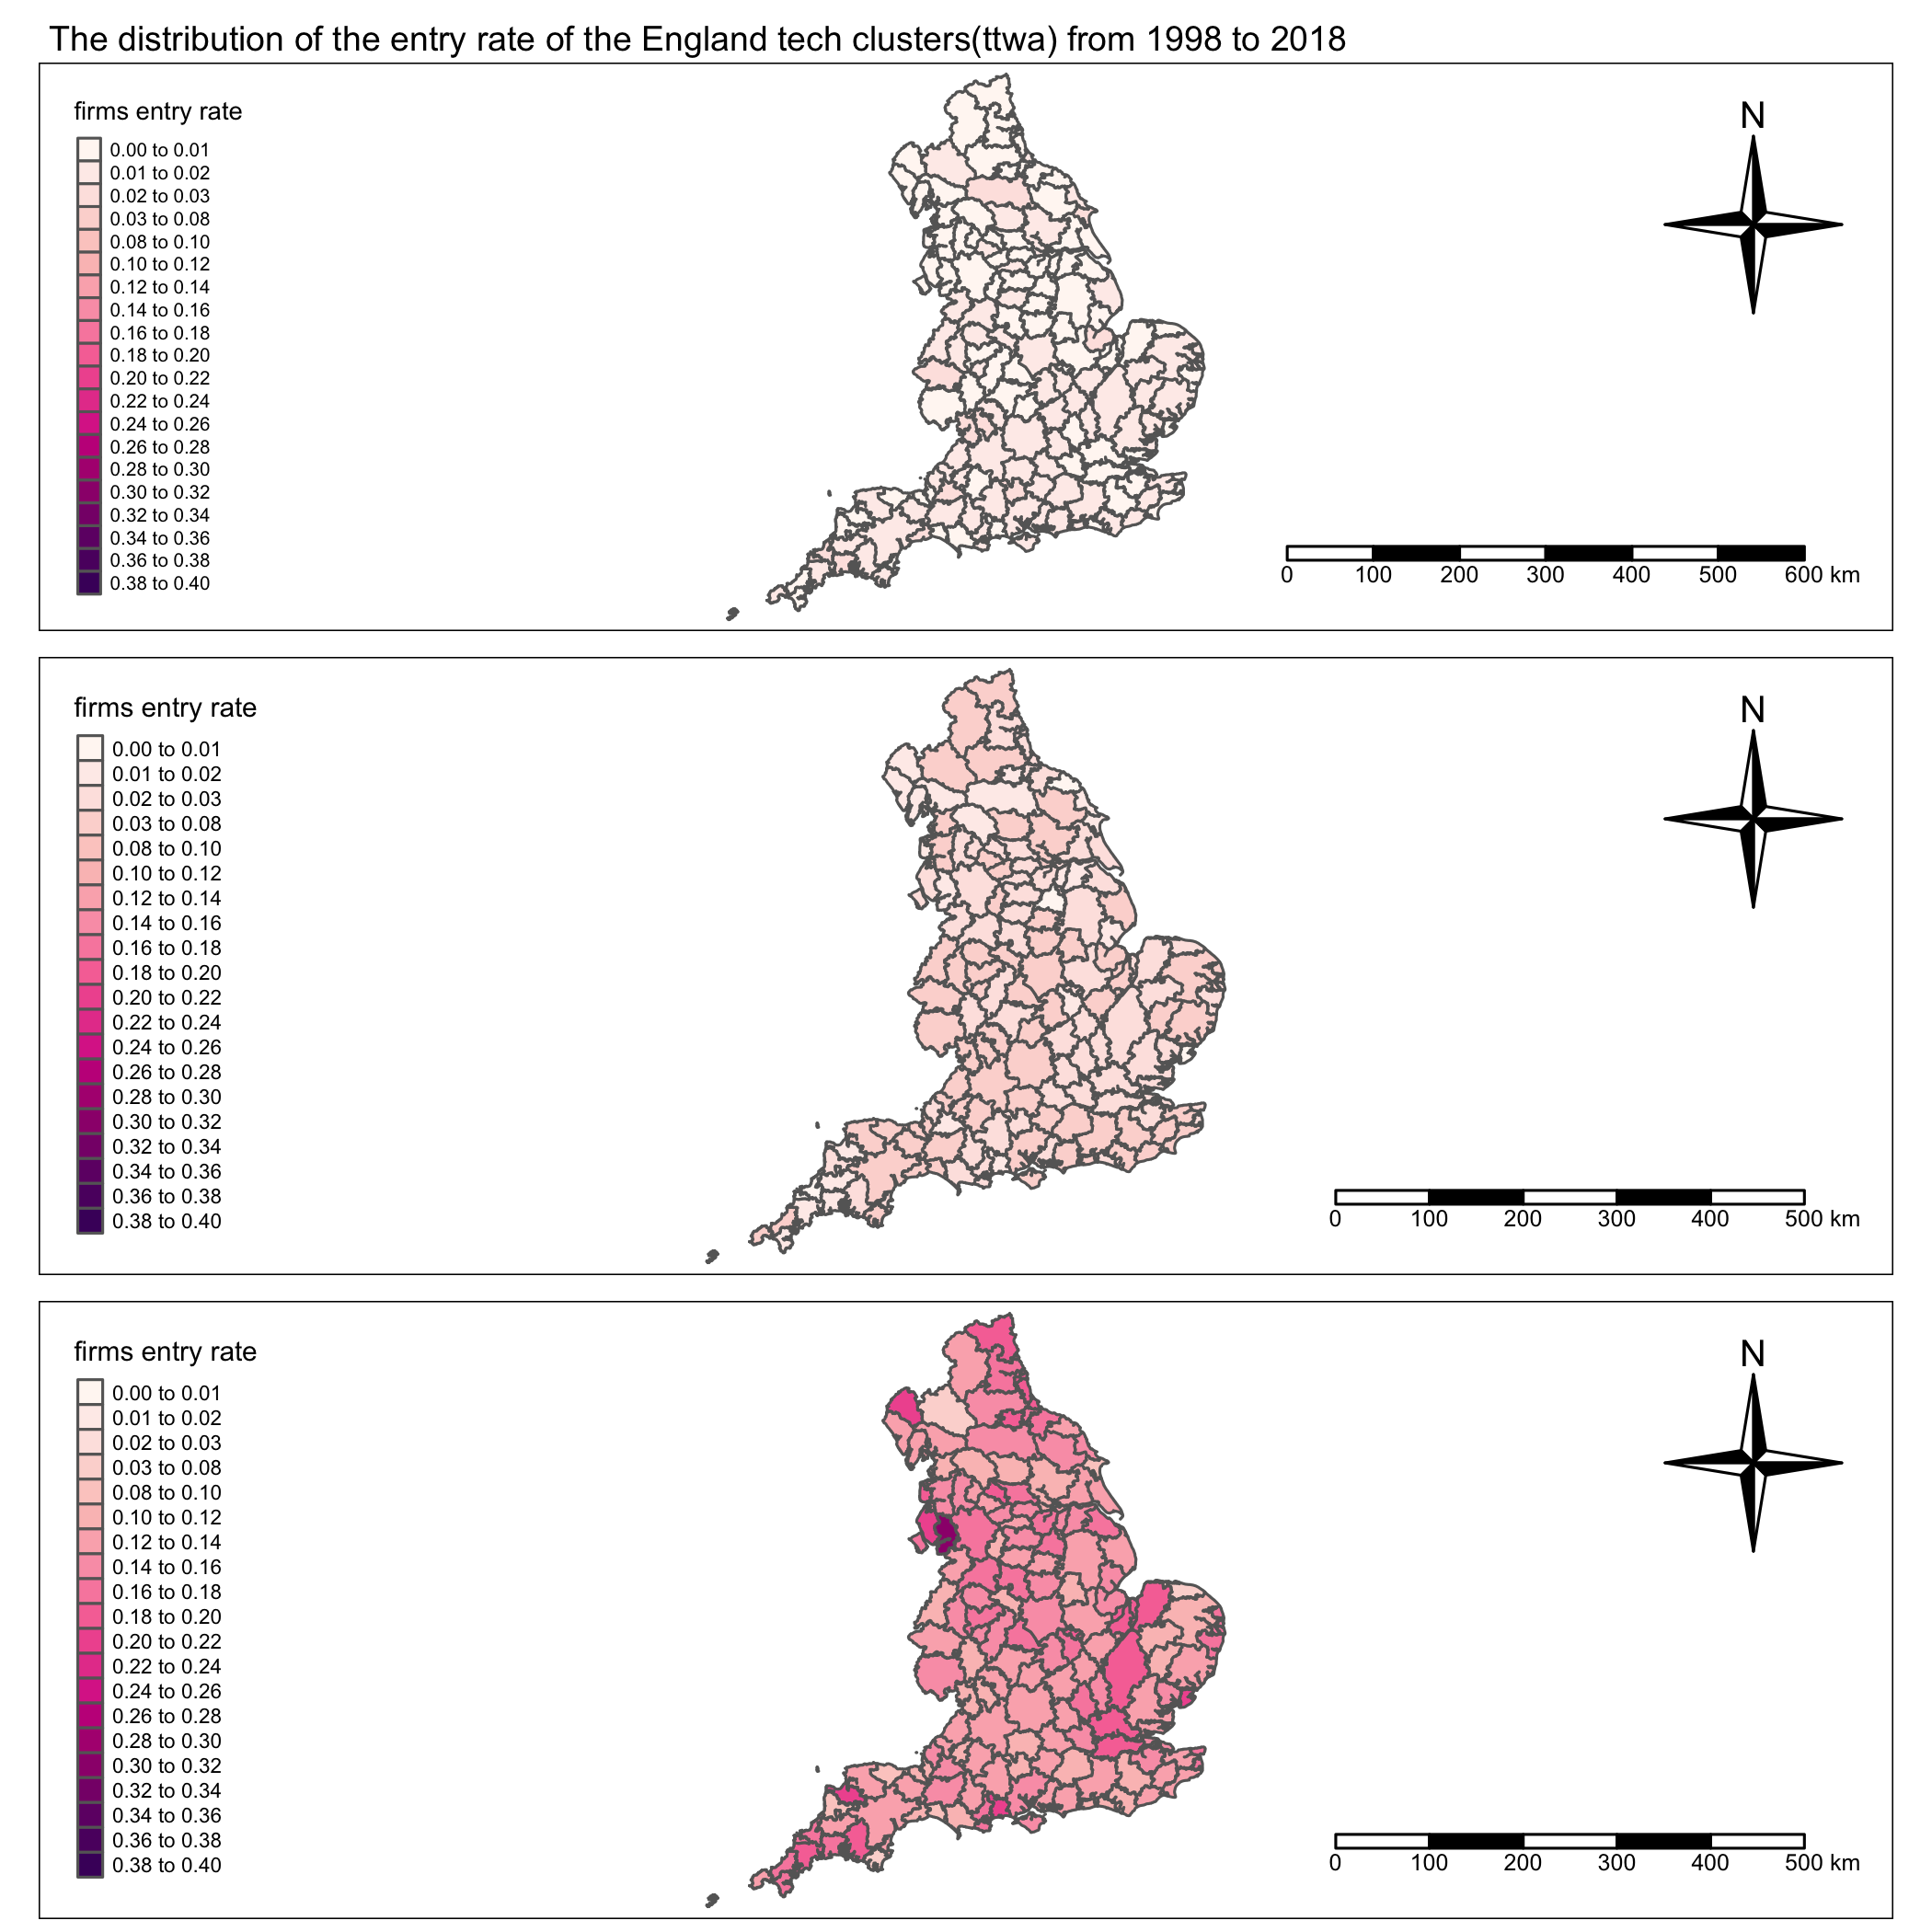 The distribution of the entry rate of the England tech clusters(ttwa) from 1998 to 2018
firms entry rate
0.00 to 0.01
0.01 to 0.02
0.02 to 0.03
0.03 to 0.08
0.08 to 0.10
0.10 to 0.12
0.12 to 0.14
0.14 to 0.16
0.16 to 0.18
0.18 to 0.20
0.20 to 0.22
0.22 to 0.24
0.24 to 0.26
0.26 to 0.28
0.28 to 0.30
0.30 to 0.32
0.32 to 0.34
0.34 to 0.36
0.36 to 0.38
0.38 to 0.40
N
0 100 200 300 400 500 600 km
firms entry rate
0.00 to 0.01
0.01 to 0.02
0.02 to 0.03
0.03 to 0.08
0.08 to 0.10
0.10 to 0.12
0.12 to 0.14
0.14 to 0.16
0.16 to 0.18
0.18 to 0.20
0.20 to 0.22
0.22 to 0.24
0.24 to 0.26
0.26 to 0.28
0.28 to 0.30
0.30 to 0.32
0.32 to 0.34
0.34 to 0.36
0.36 to 0.38
0.38 to 0.40
N
0 100 200 300 400 500 km
firms entry rate
0.00 to 0.01
0.01 to 0.02
0.02 to 0.03
0.03 to 0.08
0.08 to 0.10
0.10 to 0.12
0.12 to 0.14
0.14 to 0.16
0.16 to 0.18
0.18 to 0.20
0.20 to 0.22
0.22 to 0.24
0.24 to 0.26
0.26 to 0.28
0.28 to 0.30
0.30 to 0.32
0.32 to 0.34
0.34 to 0.36
0.36 to 0.38
0.38 to 0.40
N
0 100 200 300 400 500 km